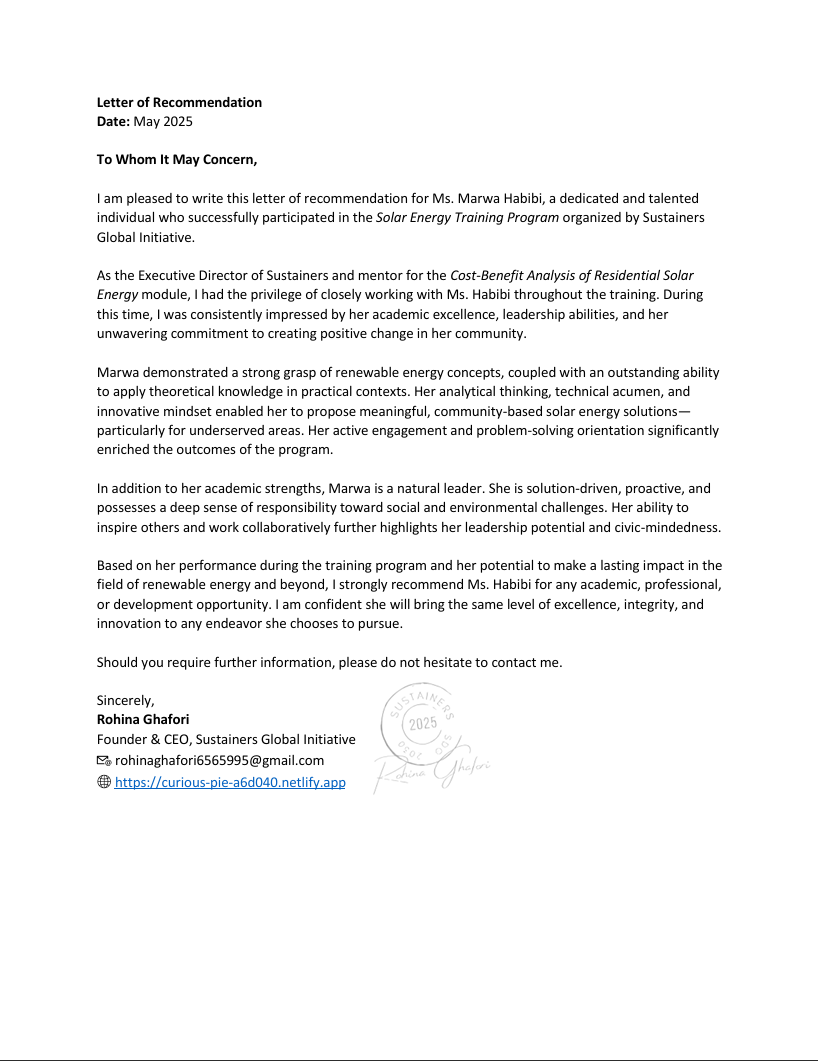 Letter of Recommendation
Date: May 2025
To Whom It May Concern,
I am pleased to write this letter of recommendation for Ms. Marwa Habibi, a dedicated and talented
individual who successfully participated in the Solar Energy Training Program organized by Sustainers
Global Initiative.
As the Executive Director of Sustainers and mentor for the Cost-Benefit Analysis of Residential Solar
Energy module, I had the privilege of closely working with Ms. Habibi throughout the training. During
this time, I was consistently impressed by her academic excellence, leadership abilities, and her
unwavering commitment to creating positive change in her community.
Marwa demonstrated a strong grasp of renewable energy concepts, coupled with an outstanding ability
to apply theoretical knowledge in practical contexts. Her analytical thinking, technical acumen, and
innovative mindset enabled her to propose meaningful, community-based solar energy solutions—
particularly for underserved areas. Her active engagement and problem-solving orientation significantly
enriched the outcomes of the program.
In addition to her academic strengths, Marwa is a natural leader. She is solution-driven, proactive, and
possesses a deep sense of responsibility toward social and environmental challenges. Her ability to
inspire others and work collaboratively further highlights her leadership potential and civic-mindedness.
Based on her performance during the training program and her potential to make a lasting impact in the
field of renewable energy and beyond, I strongly recommend Ms. Habibi for any academic, professional,
or development opportunity. I am confident she will bring the same level of excellence, integrity, and
innovation to any endeavor she chooses to pursue.
Should you require further information, please do not hesitate to contact me.
Sincerely,
Rohina Ghafori
Founder & CEO, Sustainers Global Initiative
rohinaghafori6565995@gmail.com
https://curious-pie-a6d040.netlify.app
SUSTAINERS
2025
2050
Rohina Ghafori